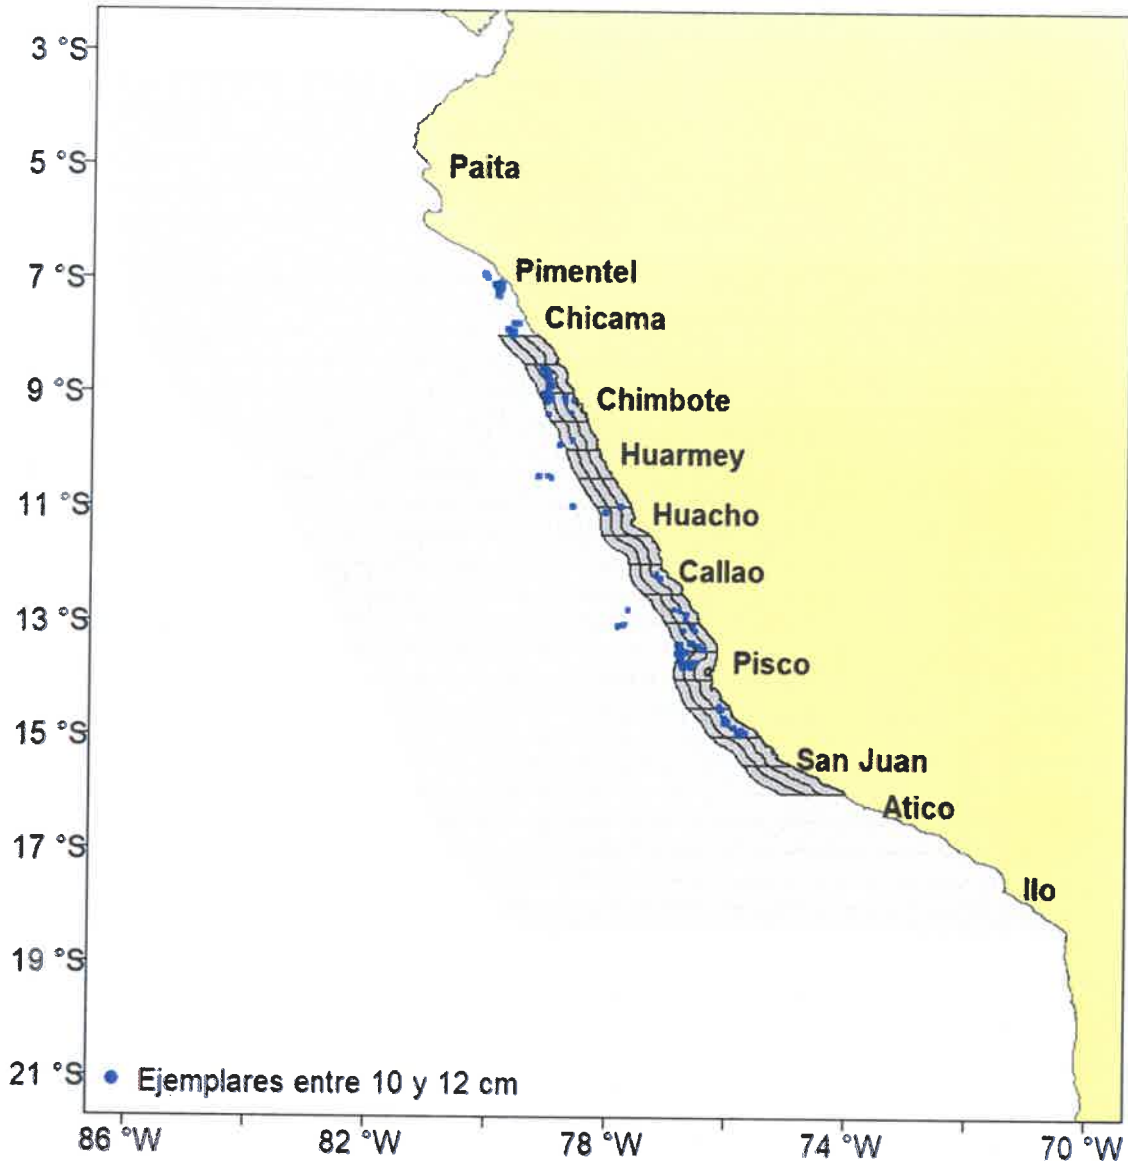 3 °S
5 °S
Paita
7 °S
Pimentel
Chicama
9 °S
Chimbote
Huarmey
11 °S
Huacho
Callao
13 °S
Pisco
15 °S
San Juan
Atico
17 °S
Ilo
19 °S
21 °S
Ejemplares entre 10 y 12 cm
86 °W
82 °W
78 °W
74 °W
70 °W